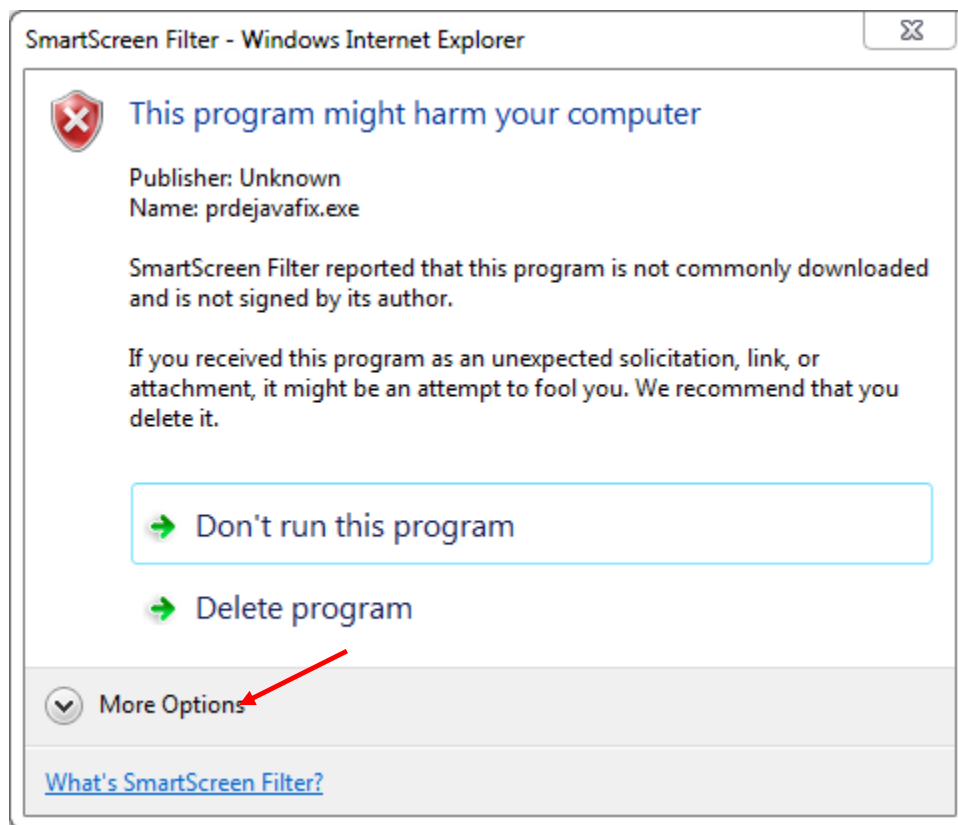 SmartScreen Filter - Windows Internet Explorer
This program might harm your computer
Publisher: Unknown
Name: prdejavafix.exe
SmartScreen Filter reported that this program is not commonly downloaded
and is not signed by its author.
If you received this program as an unexpected solicitation, link, or
attachment, it might be an attempt to fool you. We recommend that you
delete it.
Don't run this program
Delete program
More Options
What's SmartScreen Filter?